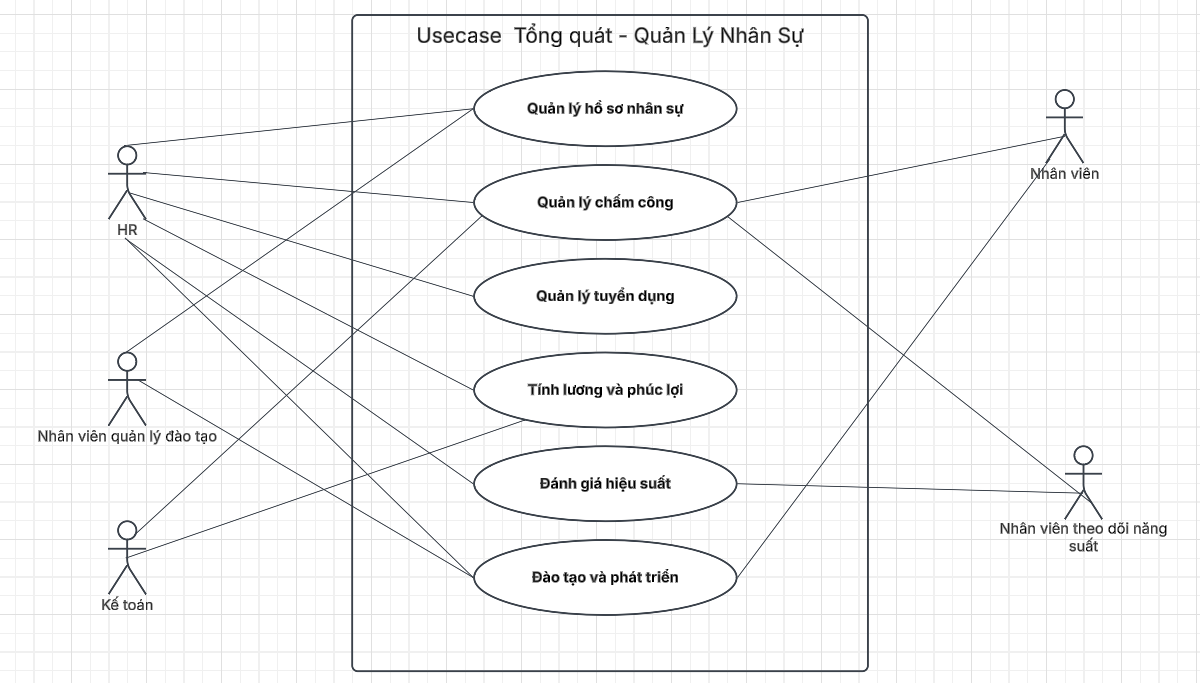 Usecase Tổng quát - Quản Lý Nhân Sự
Quản lý hồ sơ nhân sự
Quản lý chấm công
Quản lý tuyển dụng
Tính lương và phúc lợi
Đánh giá hiệu suất
Đào tạo và phát triển
HR
Nhân viên quản lý đào tạo
Kế toán
Nhân viên
Nhân viên theo dõi năng
suất